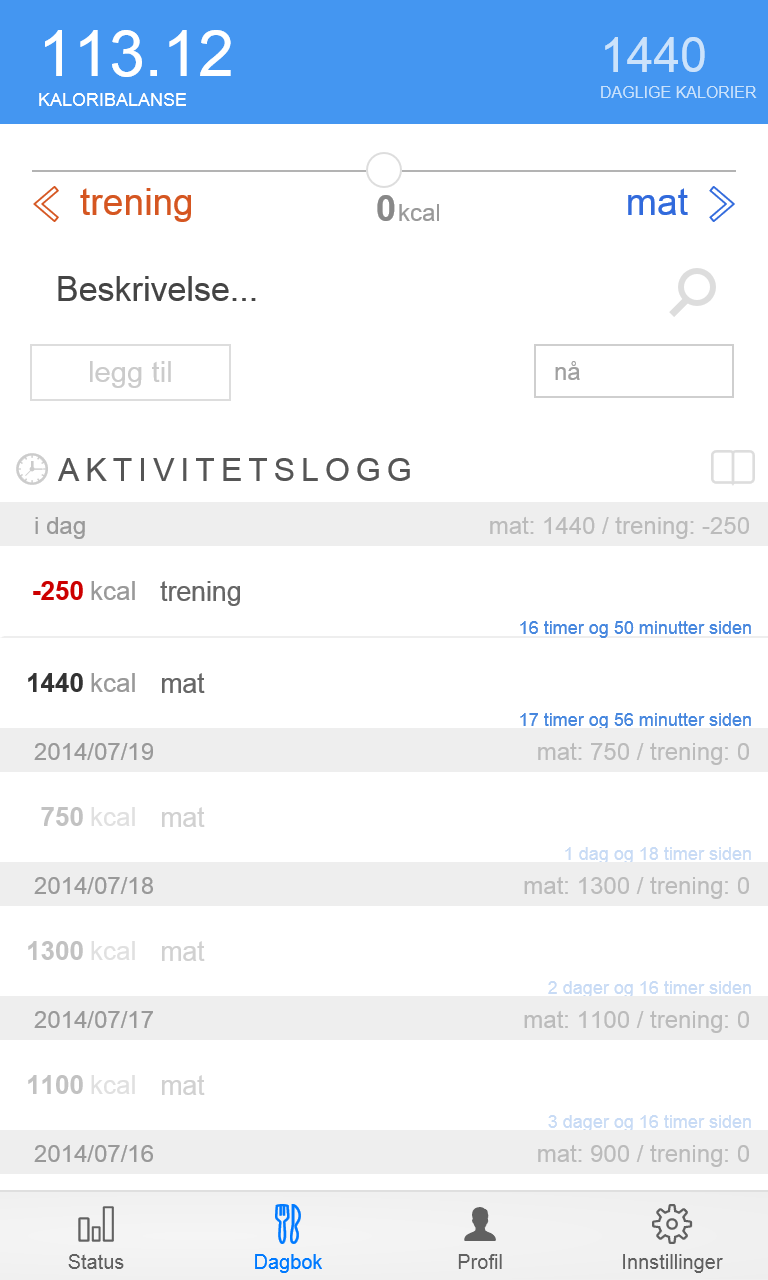 113.12 1440
KALORIBALANSE DAGLIGE KALORIER
trening 0 kcal mat
Beskrivelse...
legg til nå
AKTIVITETSLOGG
i dag mat: 1440 / trening: -250
-250 kcal trening
16 timer og 50 minutter siden
1440 kcal mat
17 timer og 56 minutter siden
2014/07/19 mat: 750 / trening: 0
750 kcal mat
1 dag og 18 timer siden
2014/07/18 mat: 1300 / trening: 0
1300 kcal mat
2 dager og 16 timer siden
2014/07/17 mat: 1100 / trening: 0
1100 kcal mat
3 dager og 16 timer siden
2014/07/16 mat: 900 / trening: 0
Status Dagbok Profil Innstillinger